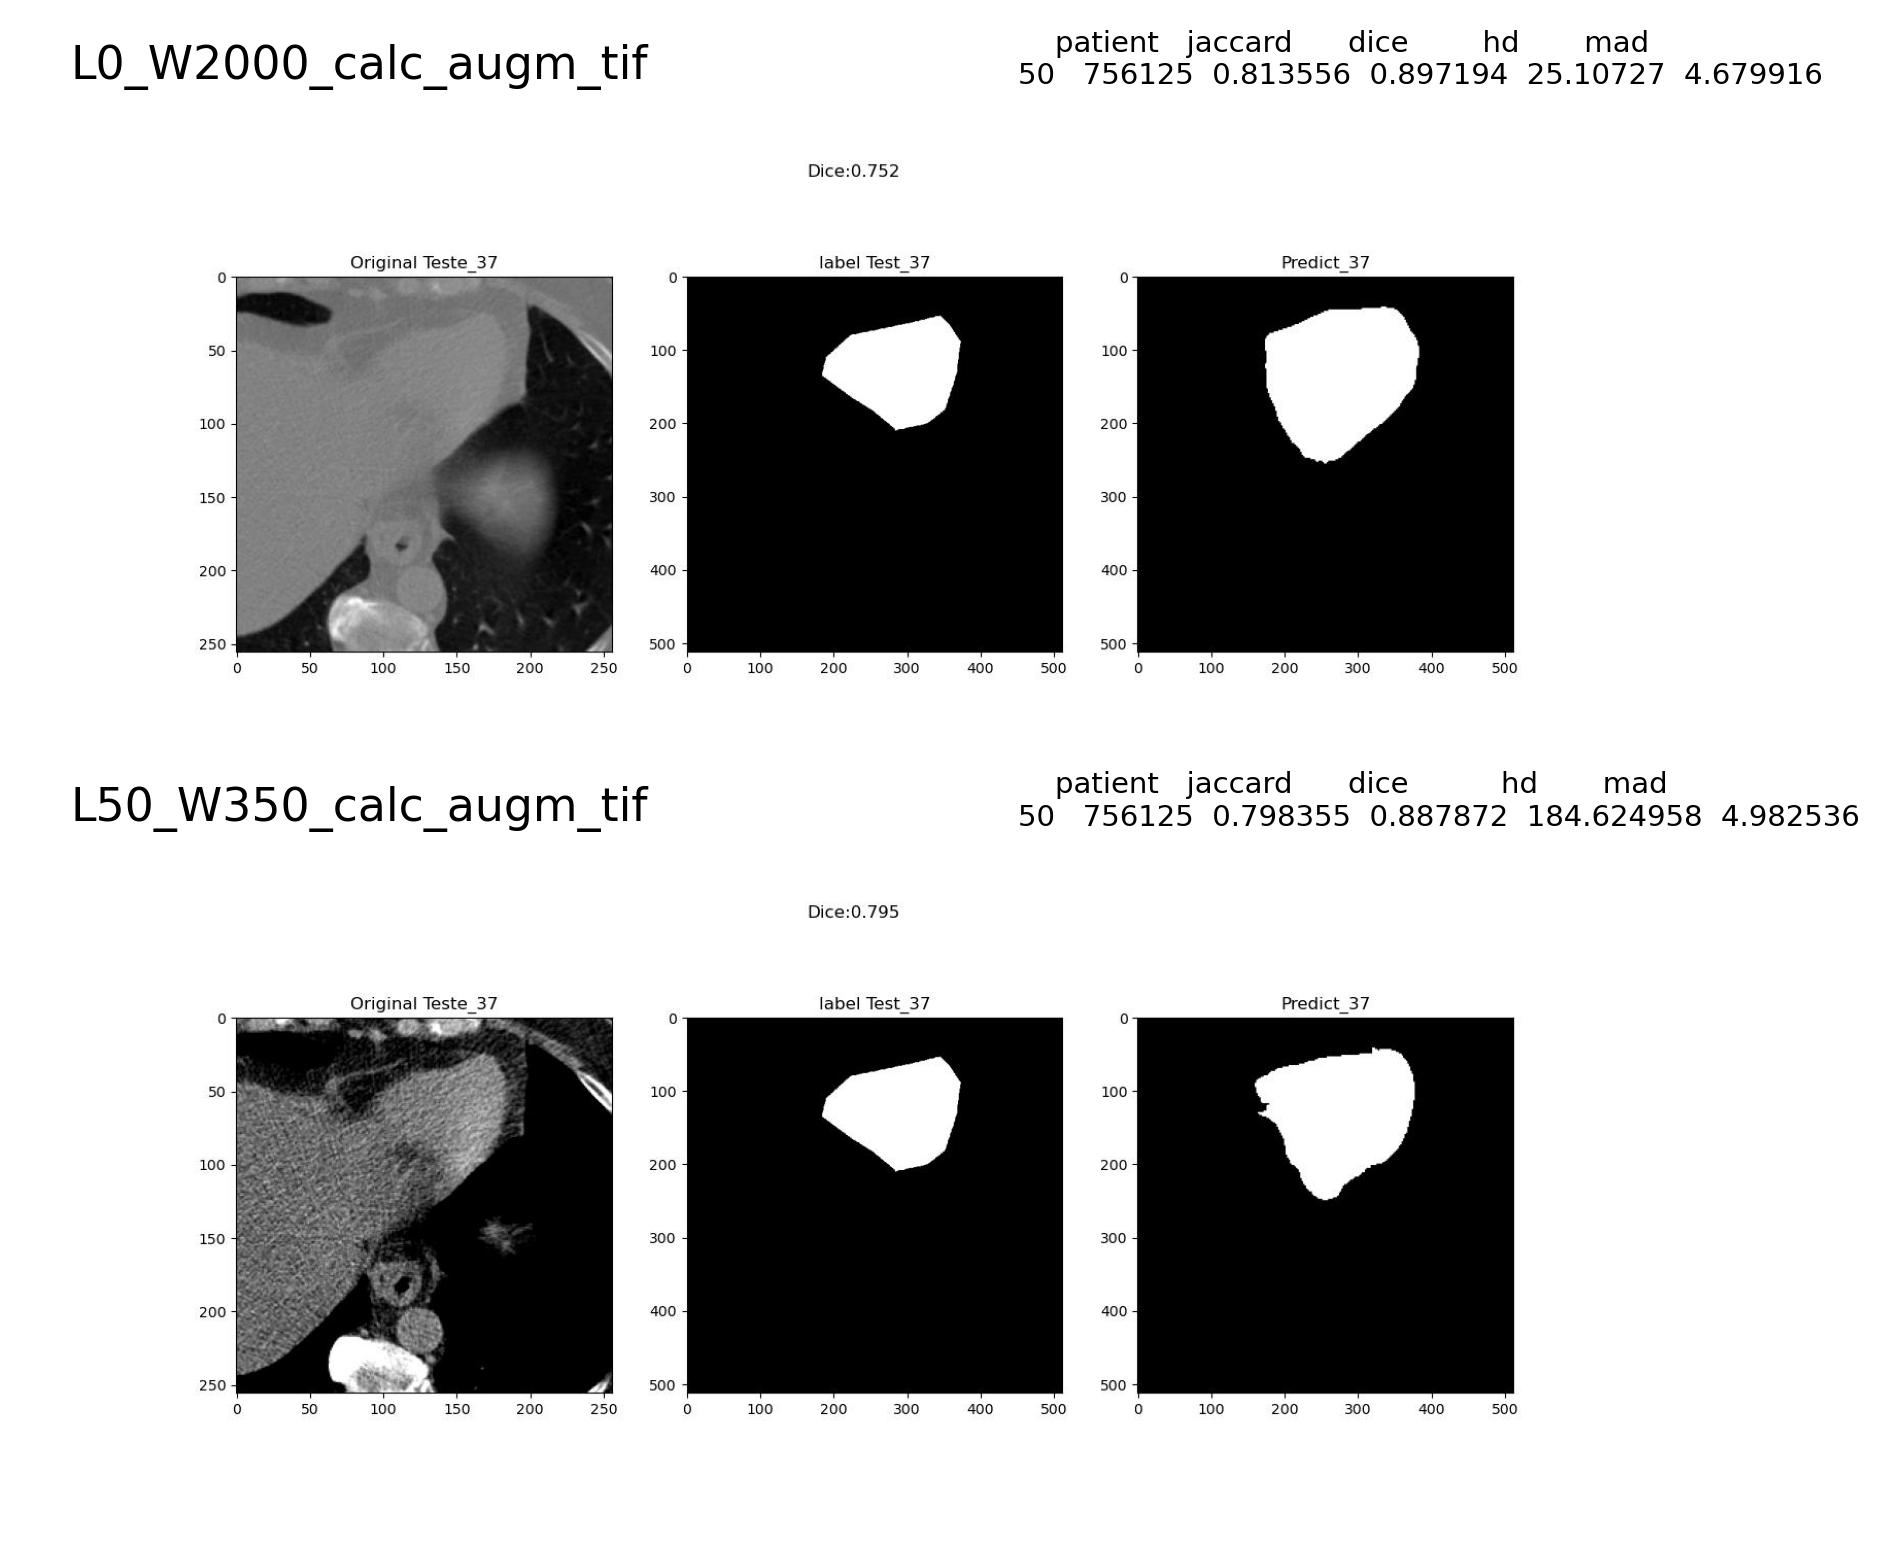 L0_W2000_calc_augm_tif
patient jaccard dice hd mad
50 756125 0.813556 0.897194 25.10727 4.679916
Dice:0.752
Original Teste_37
label Test_37
Predict_37
0
50
100
150
200
250
0 50 100 150 200 250
0
100
200
300
400
500
0 100 200 300 400 500
0
100
200
300
400
500
0 100 200 300 400 500
L50_W350_calc_augm_tif
patient jaccard dice hd mad
50 756125 0.798355 0.887872 184.624958 4.982536
Dice:0.795
Original Teste_37
label Test_37
Predict_37
0
50
100
150
200
250
0 50 100 150 200 250
0
100
200
300
400
500
0 100 200 300 400 500
0
100
200
300
400
500
0 100 200 300 400 500